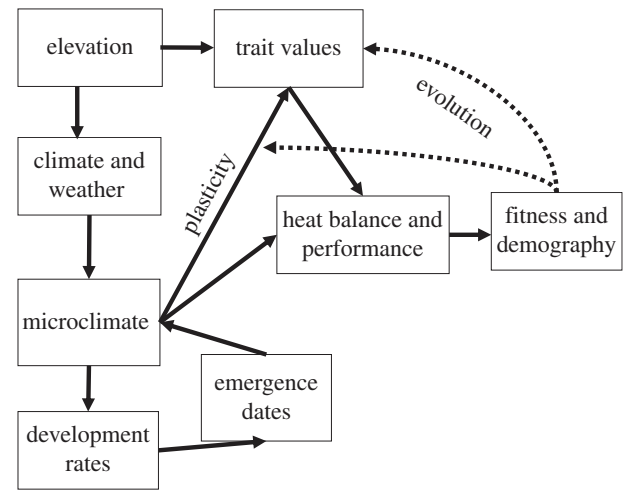 elevation
trait values
evolution
climate and
weather
plasticity
heat balance and
performance
fitness and
demography
microclimate
emergence
dates
development
rates